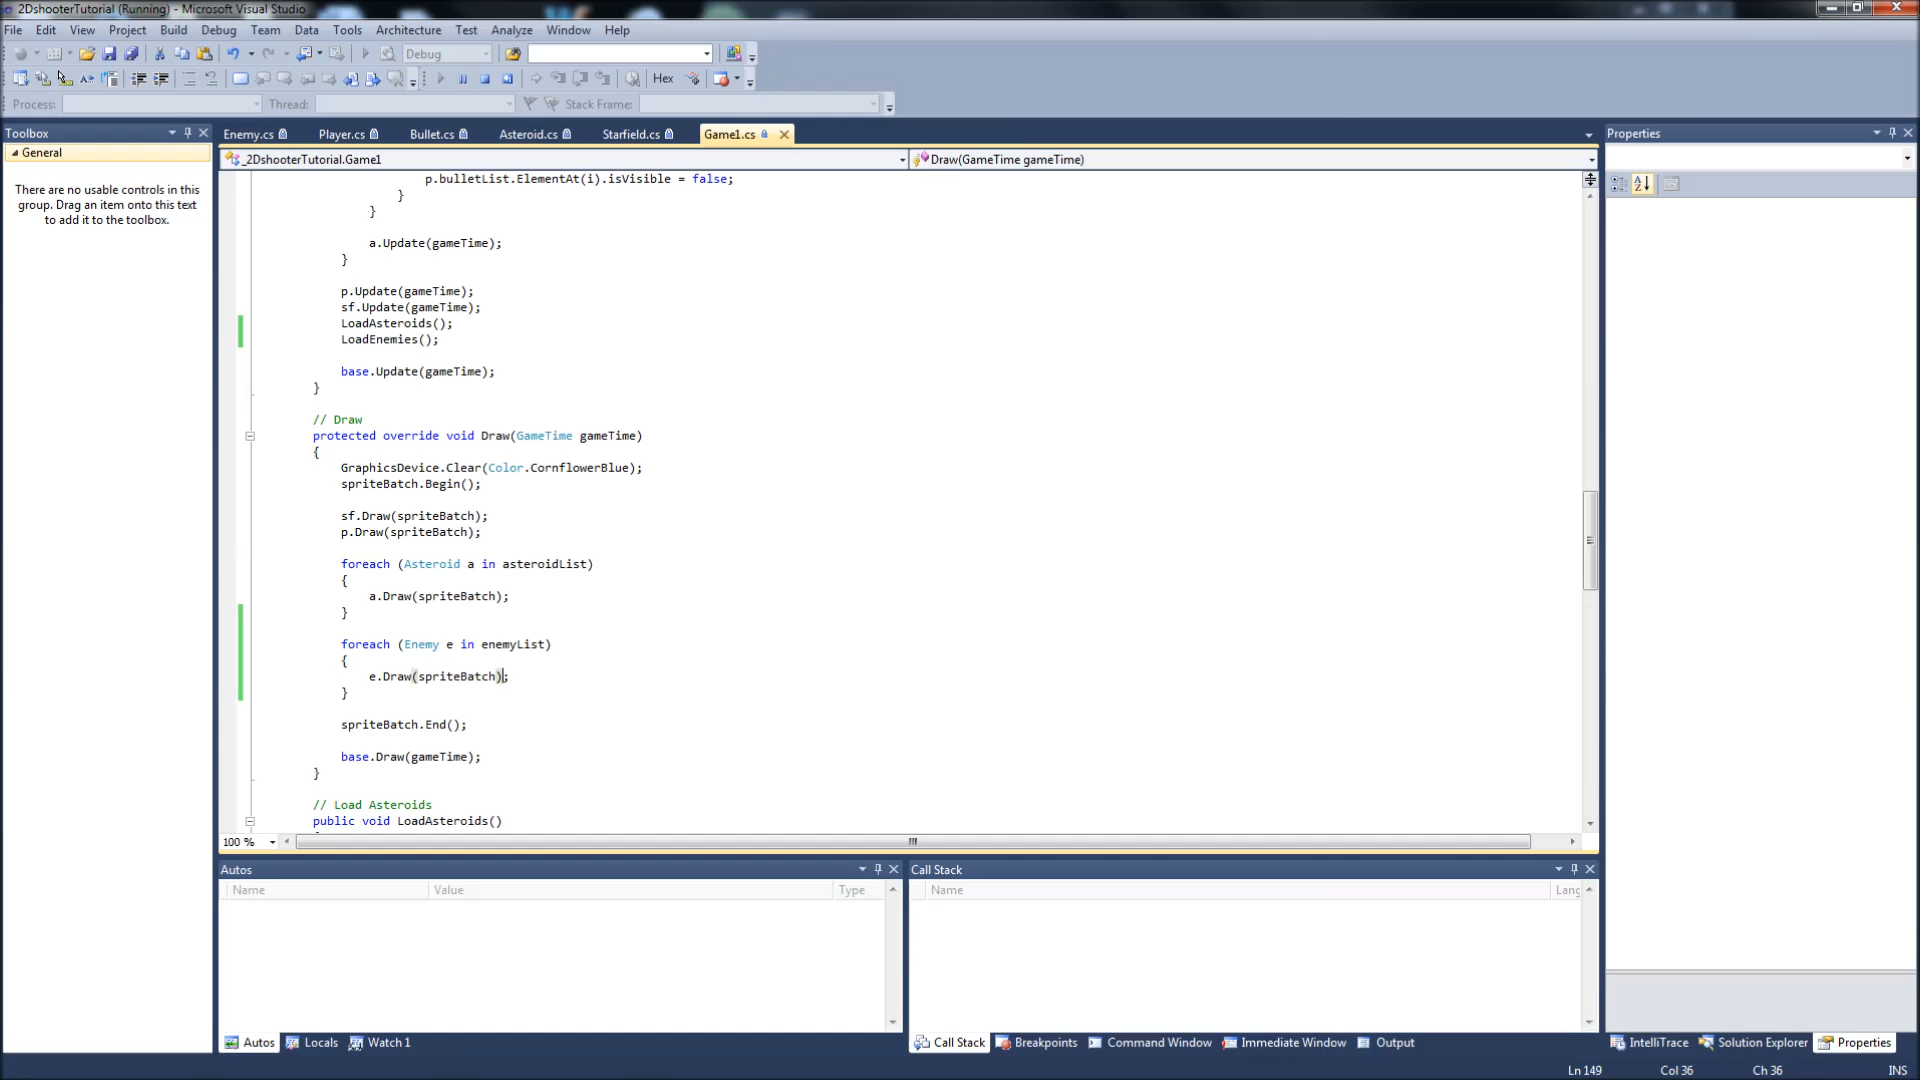 2DshooterTutorial (Running) - Microsoft Visual Studio
File Edit View Project Build Debug Team Data Tools Architecture Test Analyze Window Help
Debug
Hex
Process: Thread: Stack Frame:
Toolbox
General
There are no usable controls in this
group. Drag an item onto this text
to add it to the toolbox.
Enemy.cs Player.cs Bullet.cs Asteroid.cs Starfield.cs Game1.cs
_2DshooterTutorial.Game1 Draw(GameTime gameTime)
p.bulletList.ElementAt(i).isVisible = false;
}
}
a.Update(gameTime);
}
p.Update(gameTime);
sf.Update(gameTime);
LoadAsteroids();
LoadEnemies();
base.Update(gameTime);
}
// Draw
protected override void Draw(GameTime gameTime)
{
GraphicsDevice.Clear(Color.CornflowerBlue);
spriteBatch.Begin();
sf.Draw(spriteBatch);
p.Draw(spriteBatch);
foreach (Asteroid a in asteroidList)
{
a.Draw(spriteBatch);
}
foreach (Enemy e in enemyList)
{
e.Draw(spriteBatch);
}
spriteBatch.End();
base.Draw(gameTime);
}
// Load Asteroids
public void LoadAsteroids()
100 %
Autos
Name Value Type
Autos Locals Watch 1
Call Stack
Name Lang
Call Stack Breakpoints Command Window Immediate Window Output
Properties
IntelliTrace Solution Explorer Properties
Ln 149 Col 36 Ch 36 INS